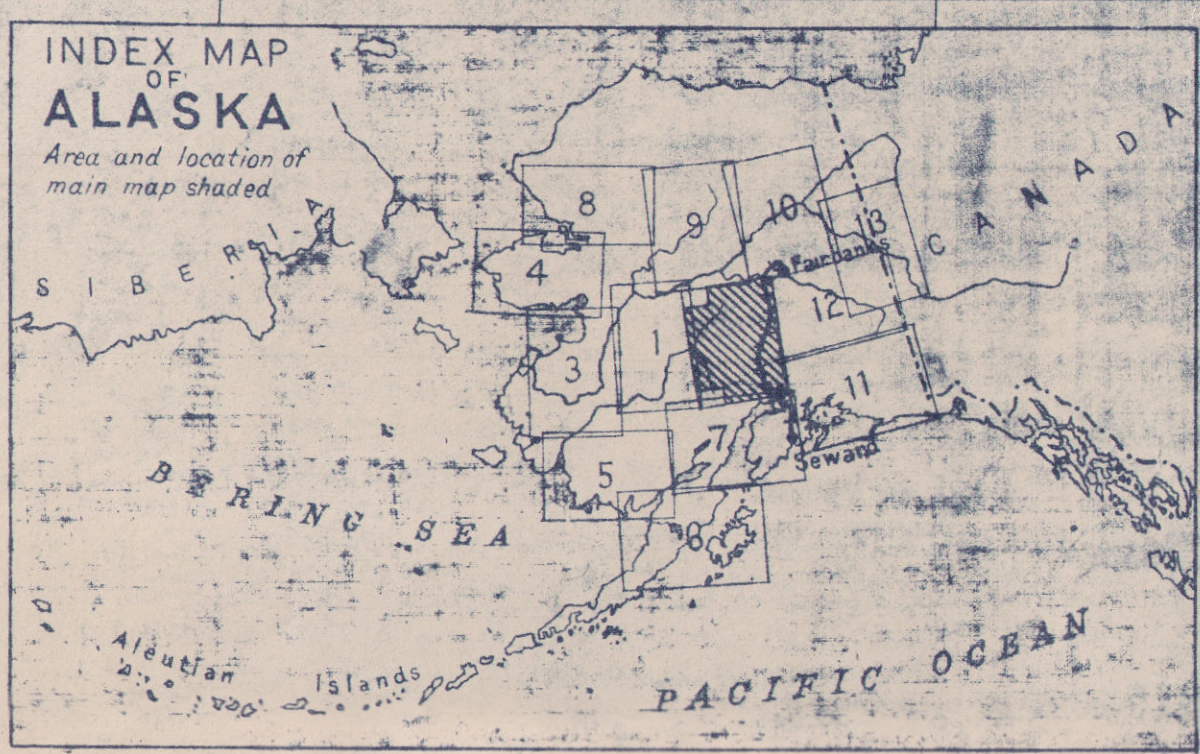 INDEX MAP
OF
ALASKA
Area and location of
main map shaded
SIBERIA
CANADA
8
9
10
13
4
Fairbanks
12
1
3
11
7
Seward
5
6
BERING SEA
Aleutian Islands
PACIFIC OCEAN